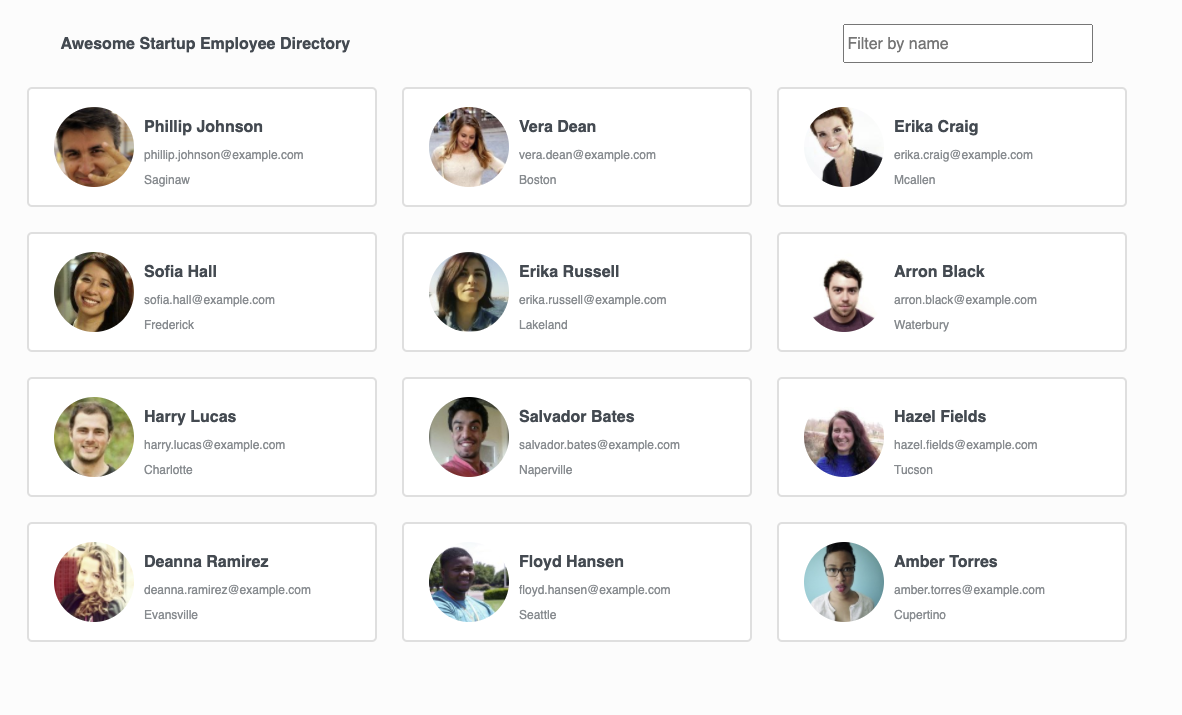 Awesome Startup Employee Directory
Filter by name
Phillip Johnson
phillip.johnson@example.com
Saginaw
Vera Dean
vera.dean@example.com
Boston
Erika Craig
erika.craig@example.com
Mcallen
Sofia Hall
sofia.hall@example.com
Frederick
Erika Russell
erika.russell@example.com
Lakeland
Arron Black
arron.black@example.com
Waterbury
Harry Lucas
harry.lucas@example.com
Charlotte
Salvador Bates
salvador.bates@example.com
Naperville
Hazel Fields
hazel.fields@example.com
Tucson
Deanna Ramirez
deanna.ramirez@example.com
Evansville
Floyd Hansen
floyd.hansen@example.com
Seattle
Amber Torres
amber.torres@example.com
Cupertino